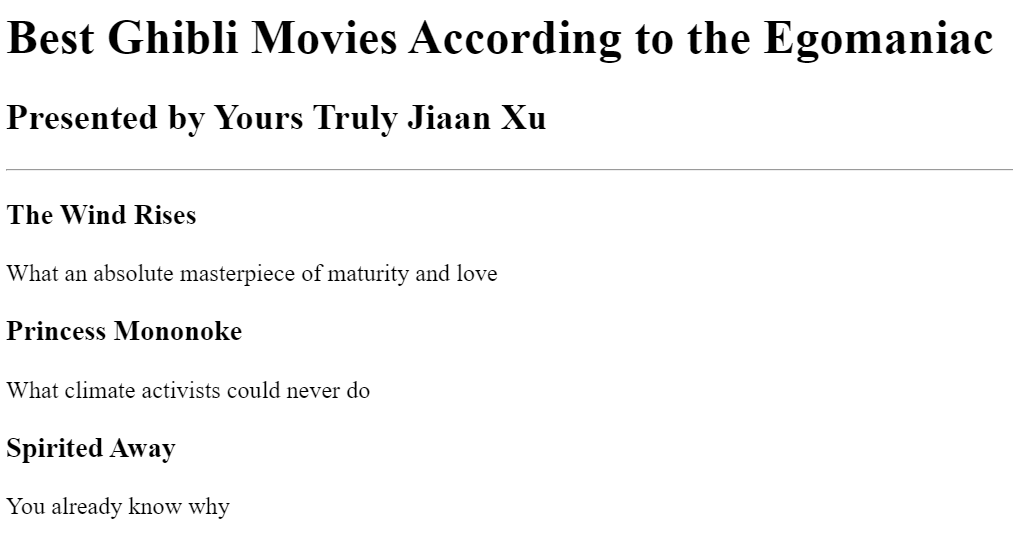 Best Ghibli Movies According to the Egomaniac
Presented by Yours Truly Jiaan Xu
The Wind Rises
What an absolute masterpiece of maturity and love
Princess Mononoke
What climate activists could never do
Spirited Away
You already know why